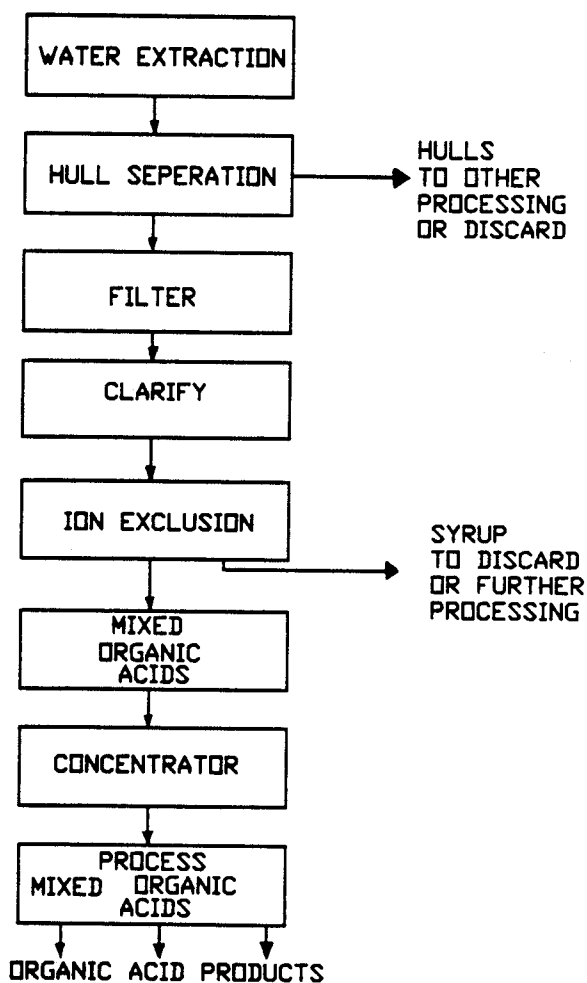 WATER EXTRACTION
HULL SEPERATION
HULLS
TO OTHER
PROCESSING
OR DISCARD
FILTER
CLARIFY
ION EXCLUSION
SYRUP
TO DISCARD
OR FURTHER
PROCESSING
MIXED
ORGANIC
ACIDS
CONCENTRATOR
PROCESS
MIXED ORGANIC
ACIDS
ORGANIC ACID PRODUCTS